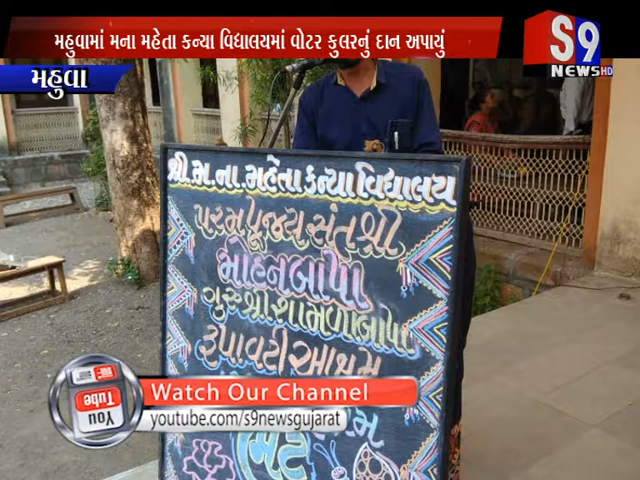 મહુવામાં મના મહેતા કન્યા વિદ્યાલયમાં વોટર કુલરનું દાન અપાયું
S9
NEWS HD
મહુવા
શ્રી.મ.ના.મહેતા કન્યા વિદ્યાલય
પરમ પૂજ્ય સંતશ્રી
મોહનબાપા
ગુરુશ્રી શામળાબાપા
રૂપાવટી આશ્રમ
Watch Our Channel
youtube.com/s9newsgujarat
You Tube